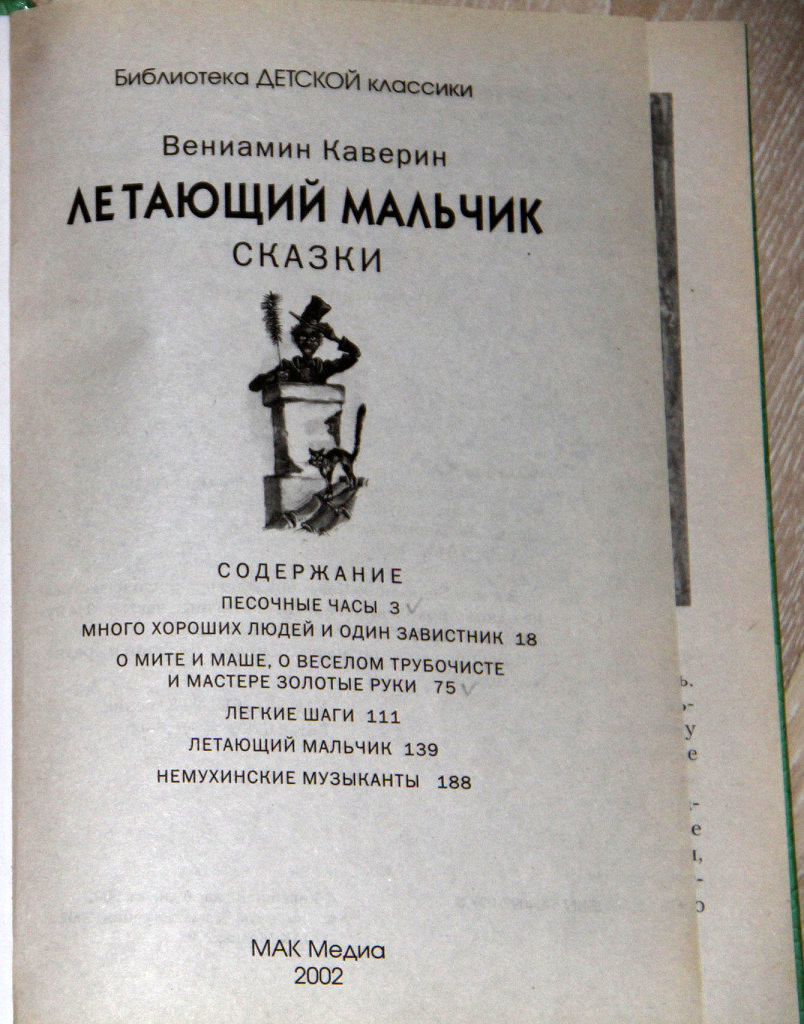 Библиотека ДЕТСКОЙ классики
Вениамин Каверин
ЛЕТАЮЩИЙ МАЛЬЧИК
СКАЗКИ
СОДЕРЖАНИЕ
ПЕСОЧНЫЕ ЧАСЫ 3
МНОГО ХОРОШИХ ЛЮДЕЙ И ОДИН ЗАВИСТНИК 18
О МИТЕ И МАШЕ, О ВЕСЕЛОМ ТРУБОЧИСТЕ
И МАСТЕРЕ ЗОЛОТЫЕ РУКИ 75
ЛЕГКИЕ ШАГИ 111
ЛЕТАЮЩИЙ МАЛЬЧИК 139
НЕМУХИНСКИЕ МУЗЫКАНТЫ 188
МАК Медиа
2002